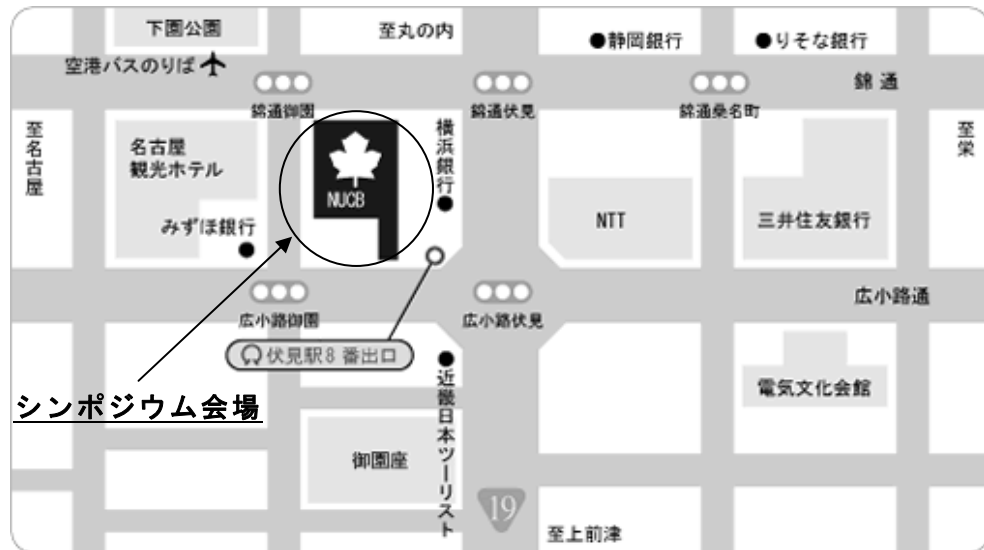 下園公園
至丸の内
●静岡銀行
●りそな銀行
空港バスのりば
錦通
錦通御園
錦通伏見
錦通桑名町
至名古屋
名古屋
観光ホテル
NUCB
横浜銀行●
至栄
みずほ銀行
NTT
三井住友銀行
広小路通
広小路御園
広小路伏見
伏見駅8番出口
シンポジウム会場
●近畿日本ツーリスト
電気文化会館
御園座
19
至上前津